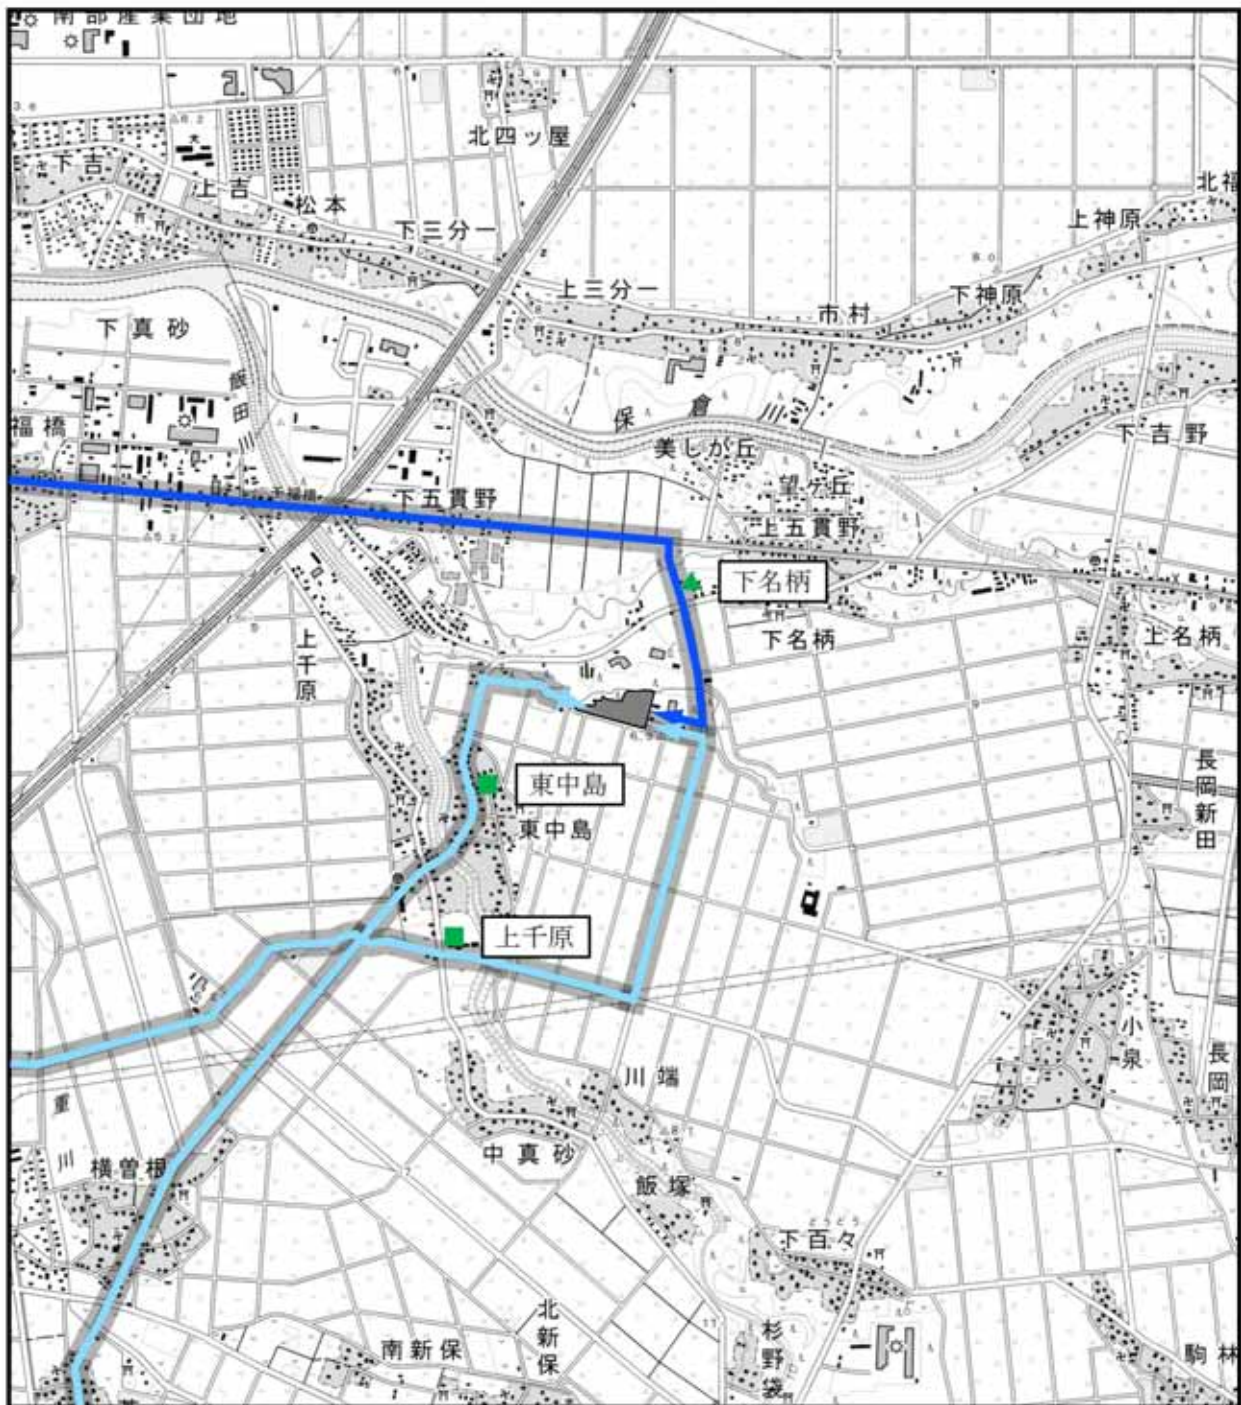 南部産業団地
北四ッ屋
下吉
上吉
松本
下三分一
北福
上神原
上三分一
下神原
市村
下真砂
飯田川
保倉
福橋
美しが丘
下吉野
望ヶ丘
下五貫野
上五貫野
下名柄
下名柄
上名柄
上千原
東中島
東中島
長岡新田
上千原
小泉
長岡
重川
川端
横曽根
中真砂
飯塚
とうどう
下百々
北新保
杉野袋
南新保
駒林